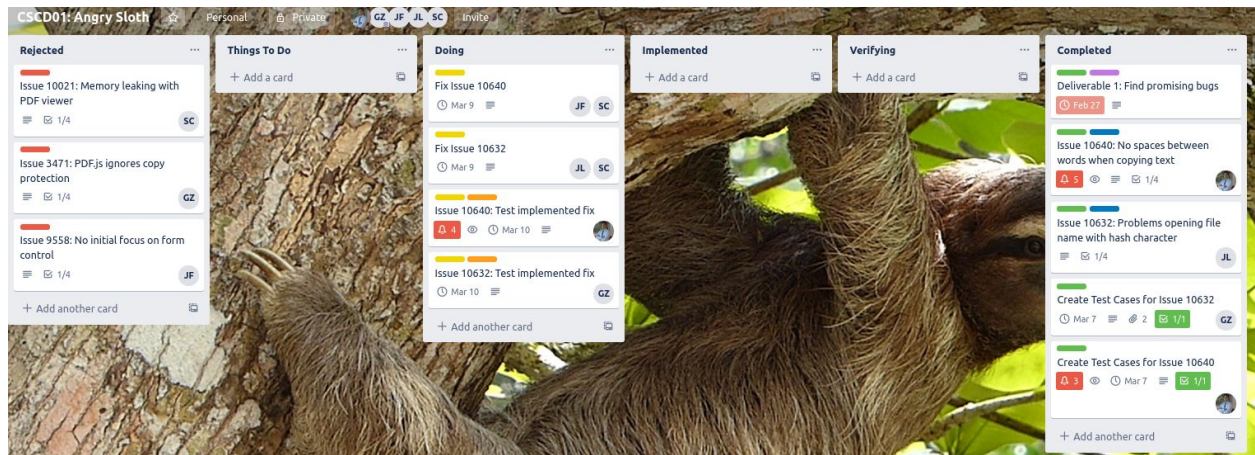 CSCD01: Angry Sloth
Personal
Private
GZ JF JL SC
Invite
Rejected
Issue 10021: Memory leaking with
PDF viewer
1/4
SC
Issue 3471: PDF.js ignores copy
protection
1/4
GZ
Issue 9558: No initial focus on form
control
1/4
JF
+ Add another card
Things To Do
+ Add a card
Doing
Fix Issue 10640
Mar 9
JF SC
Fix Issue 10632
Mar 9
JL SC
Issue 10640: Test implemented fix
4 Mar 10
Issue 10632: Test implemented fix
Mar 10
GZ
+ Add another card
Implemented
+ Add a card
Verifying
+ Add a card
Completed
Deliverable 1: Find promising bugs
Feb 27
Issue 10640: No spaces between
words when copying text
5 1/4
Issue 10632: Problems opening file
name with hash character
1/4
JL
Create Test Cases for Issue 10632
Mar 7 2 1/1
GZ
Create Test Cases for Issue 10640
3 Mar 7 1/1
+ Add another card